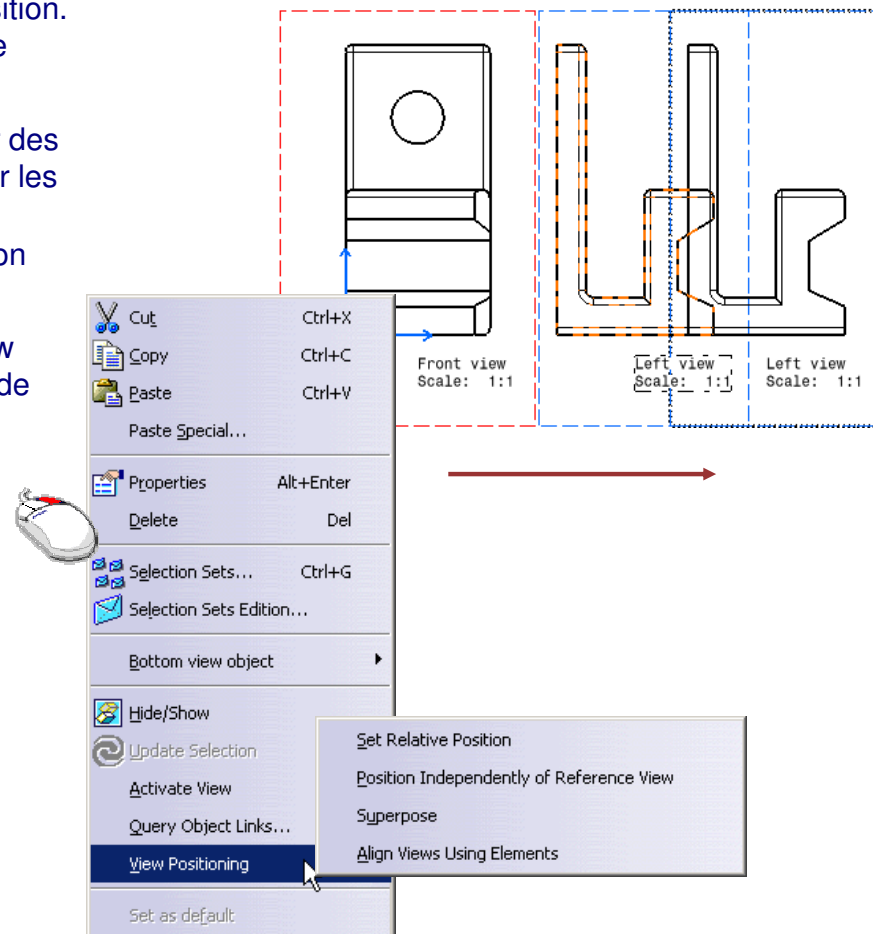 sition.
e
r des
r les
on
w
de
Front view
Scale: 1:1
Left view
Scale: 1:1
Left view
Scale: 1:1
Cut Ctrl+X
Copy Ctrl+C
Paste Ctrl+V
Paste Special...
Properties Alt+Enter
Delete Del
Selection Sets... Ctrl+G
Selection Sets Edition...
Bottom view object
Hide/Show
Update Selection
Activate View
Query Object Links...
View Positioning
Set as default
Set Relative Position
Position Independently of Reference View
Superpose
Align Views Using Elements